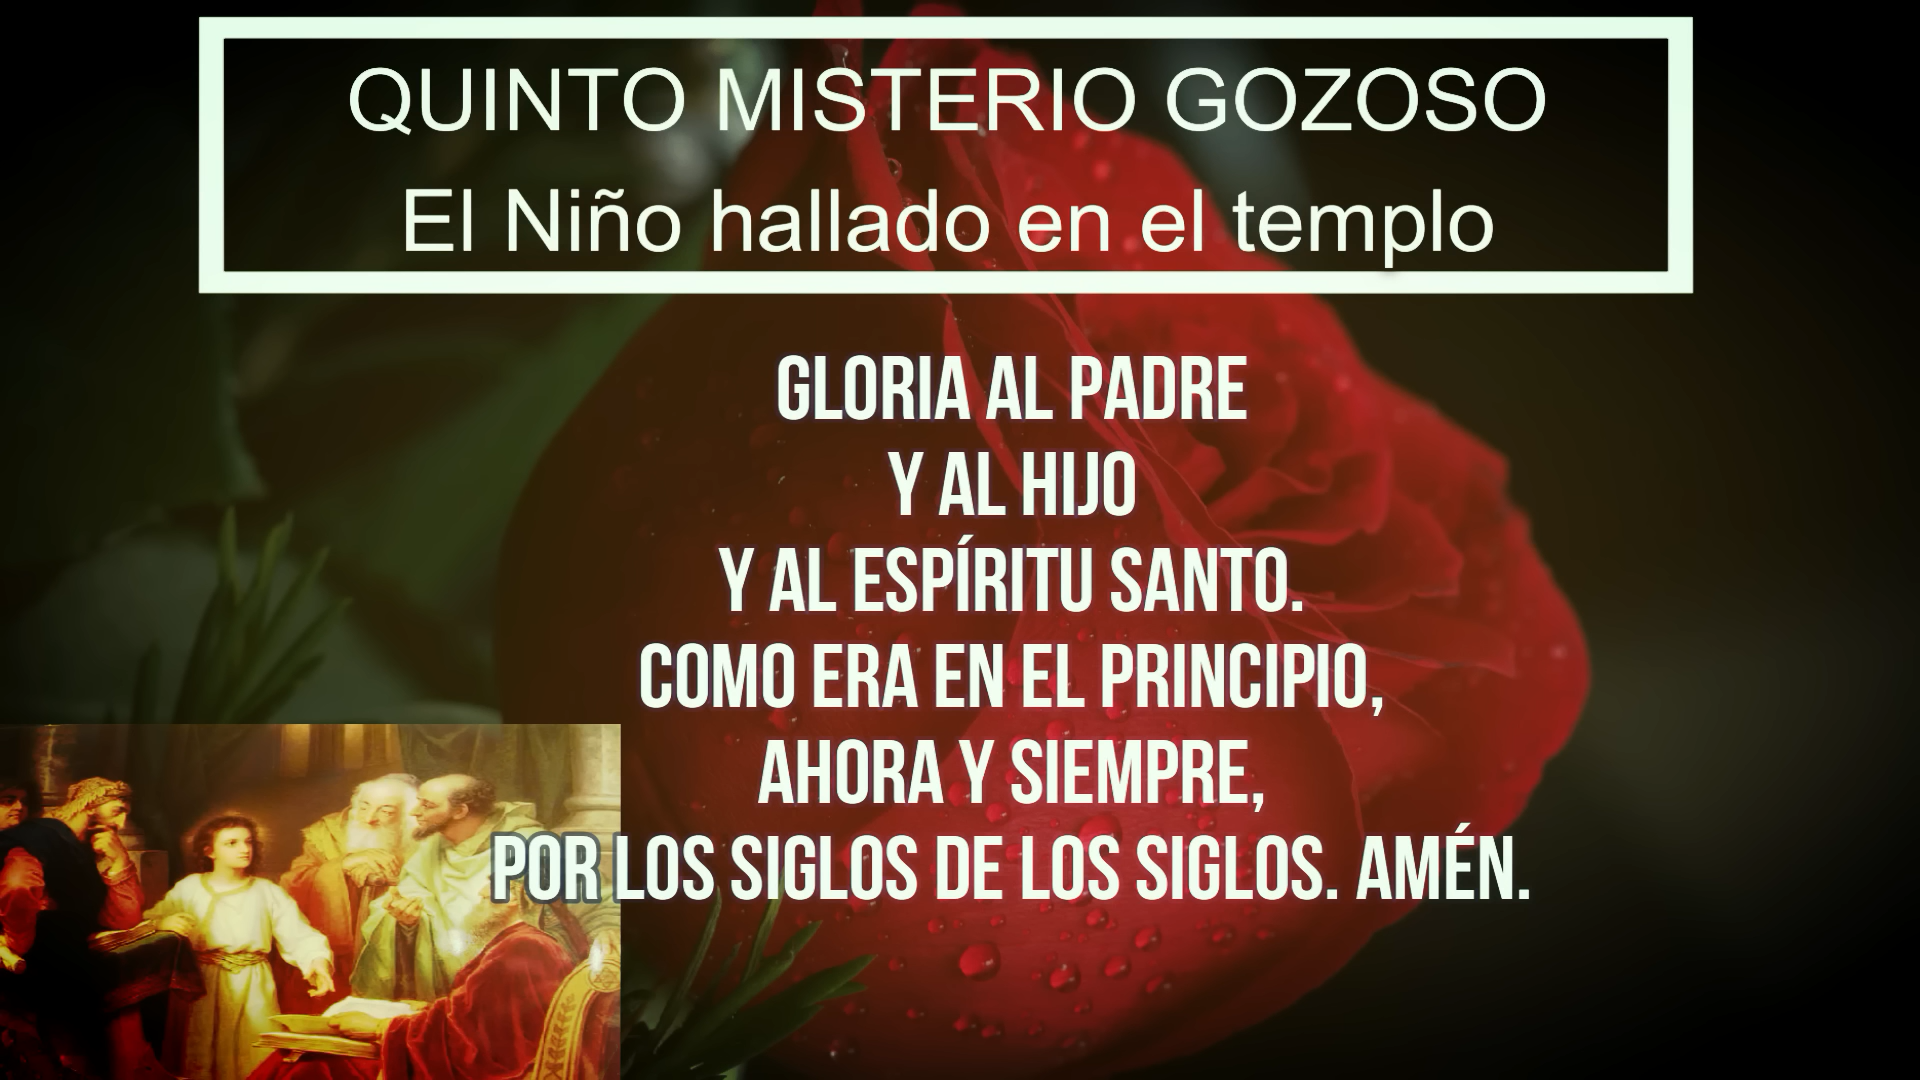 QUINTO MISTERIO GOZOSO
El Niño hallado en el templo
GLORIA AL PADRE
Y AL HIJO
Y AL ESPÍRITU SANTO.
COMO ERA EN EL PRINCIPIO,
AHORA Y SIEMPRE,
POR LOS SIGLOS DE LOS SIGLOS. AMÉN.